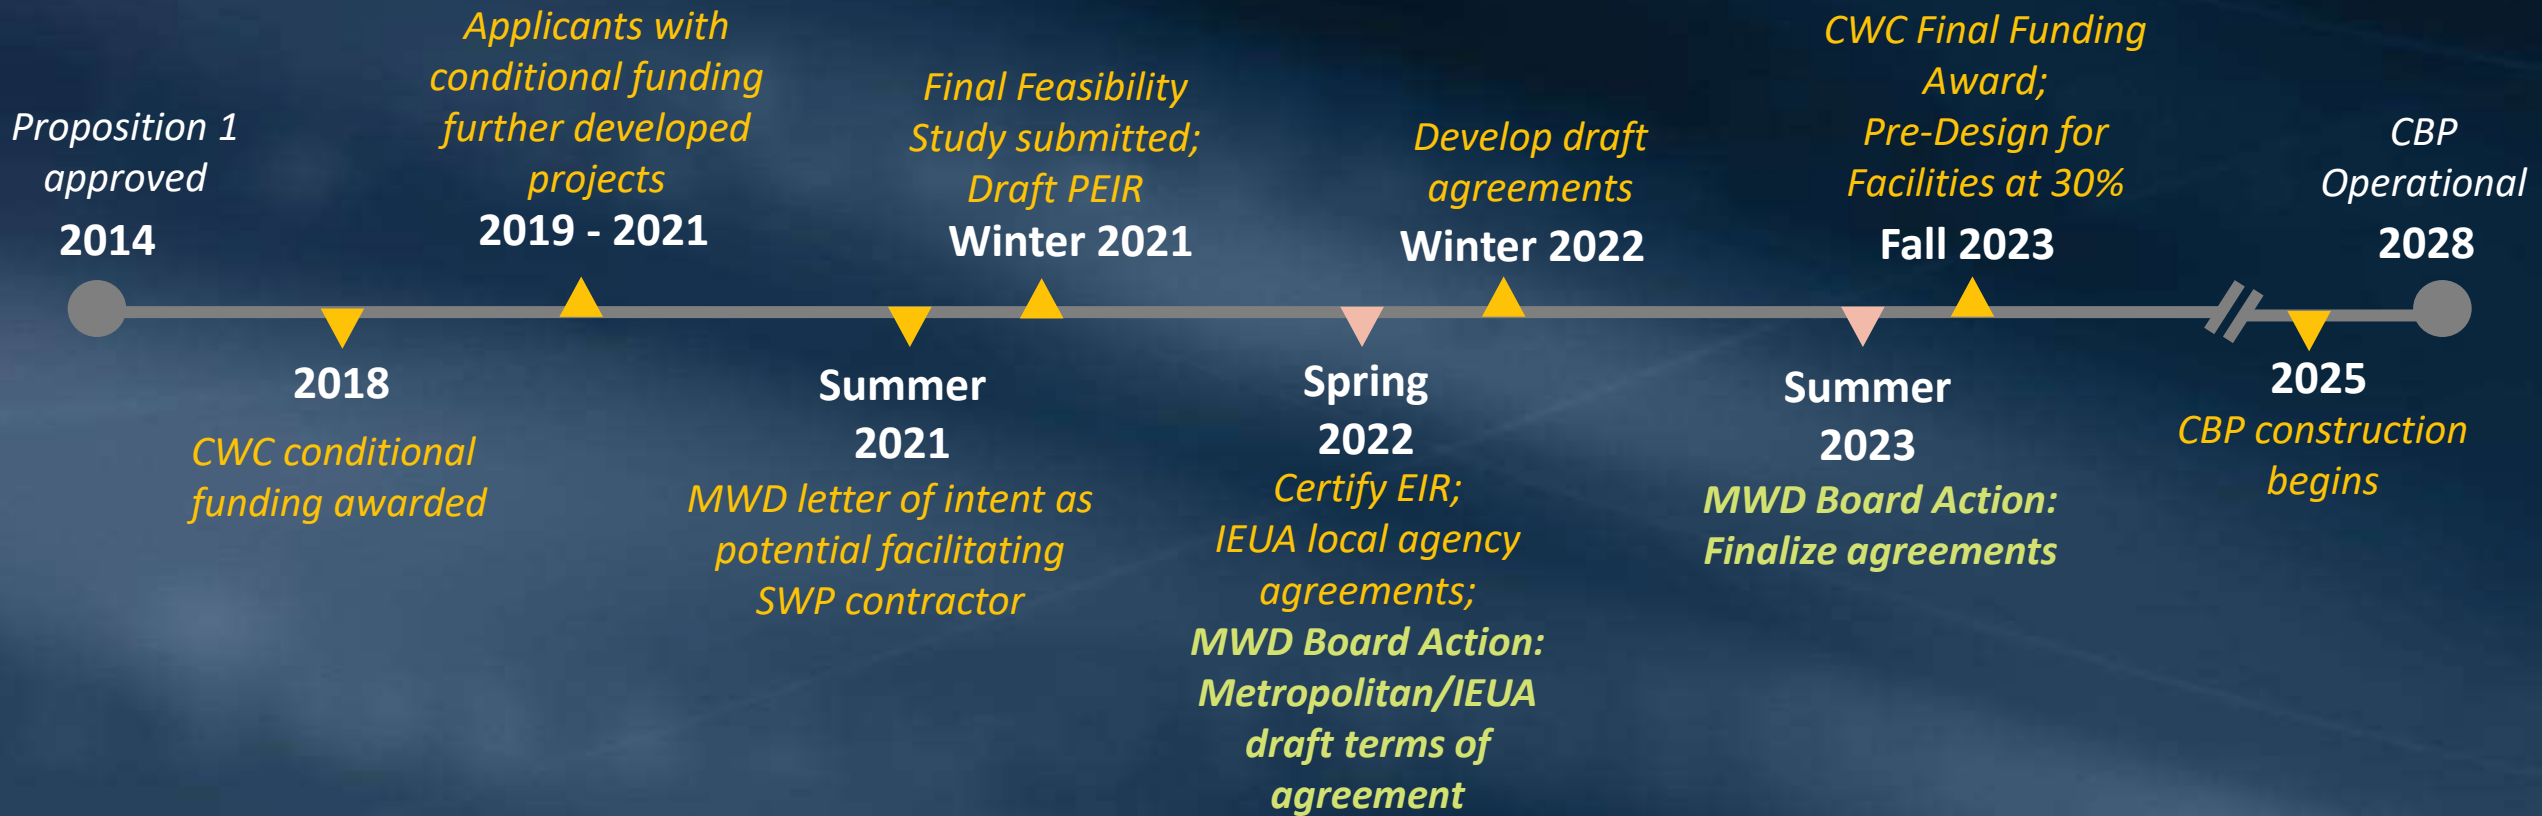 Proposition 1
approved
2014
2018
CWC conditional
funding awarded
Applicants with
conditional funding
further developed
projects
2019 - 2021
Summer
2021
MWD letter of intent as
potential facilitating
SWP contractor
Final Feasibility
Study submitted;
Draft PEIR
Winter 2021
Spring
2022
Certify EIR;
IEUA local agency
agreements;
MWD Board Action:
Metropolitan/IEUA
draft terms of
agreement
Develop draft
agreements
Winter 2022
Summer
2023
MWD Board Action:
Finalize agreements
CWC Final Funding
Award;
Pre-Design for
Facilities at 30%
Fall 2023
2025
CBP construction
begins
CBP
Operational
2028